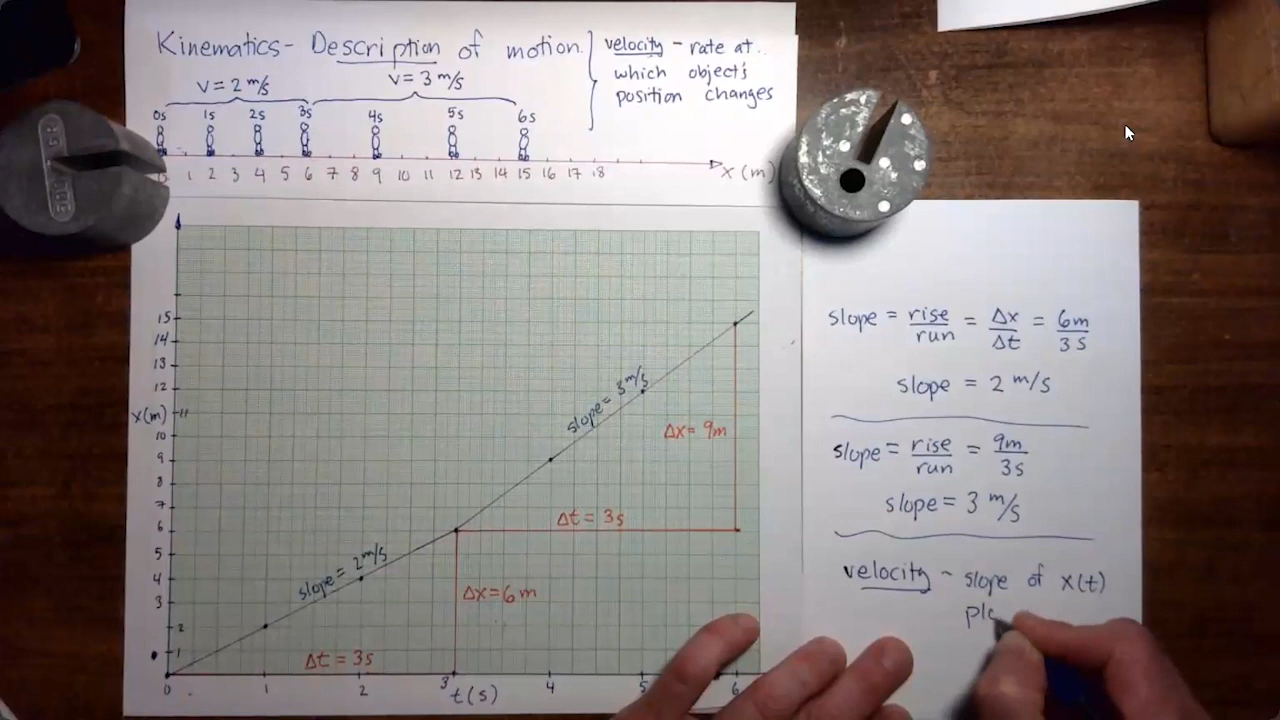 Kinematics - Description of motion.
velocity - rate at
which object's
position changes
v = 2 m/s
v = 3 m/s
0s 1s 2s 3s 4s 5s 6s
0 1 2 3 4 5 6 7 8 9 10 11 12 13 14 15 16 17 18
x (m)
15
14
13
12
x(m) 11
10
9
8
7
6
5
4
3
2
1
0 1 2 3 4 5 6
t(s)
slope = 2 m/s
slope = 3 m/s
Δx = 9m
Δt = 3s
Δx = 6m
Δt = 3s
slope = rise/run = Δx/Δt = 6m/3s
slope = 2 m/s
slope = rise/run = 9m/3s
slope = 3 m/s
velocity - slope of x(t)
plo